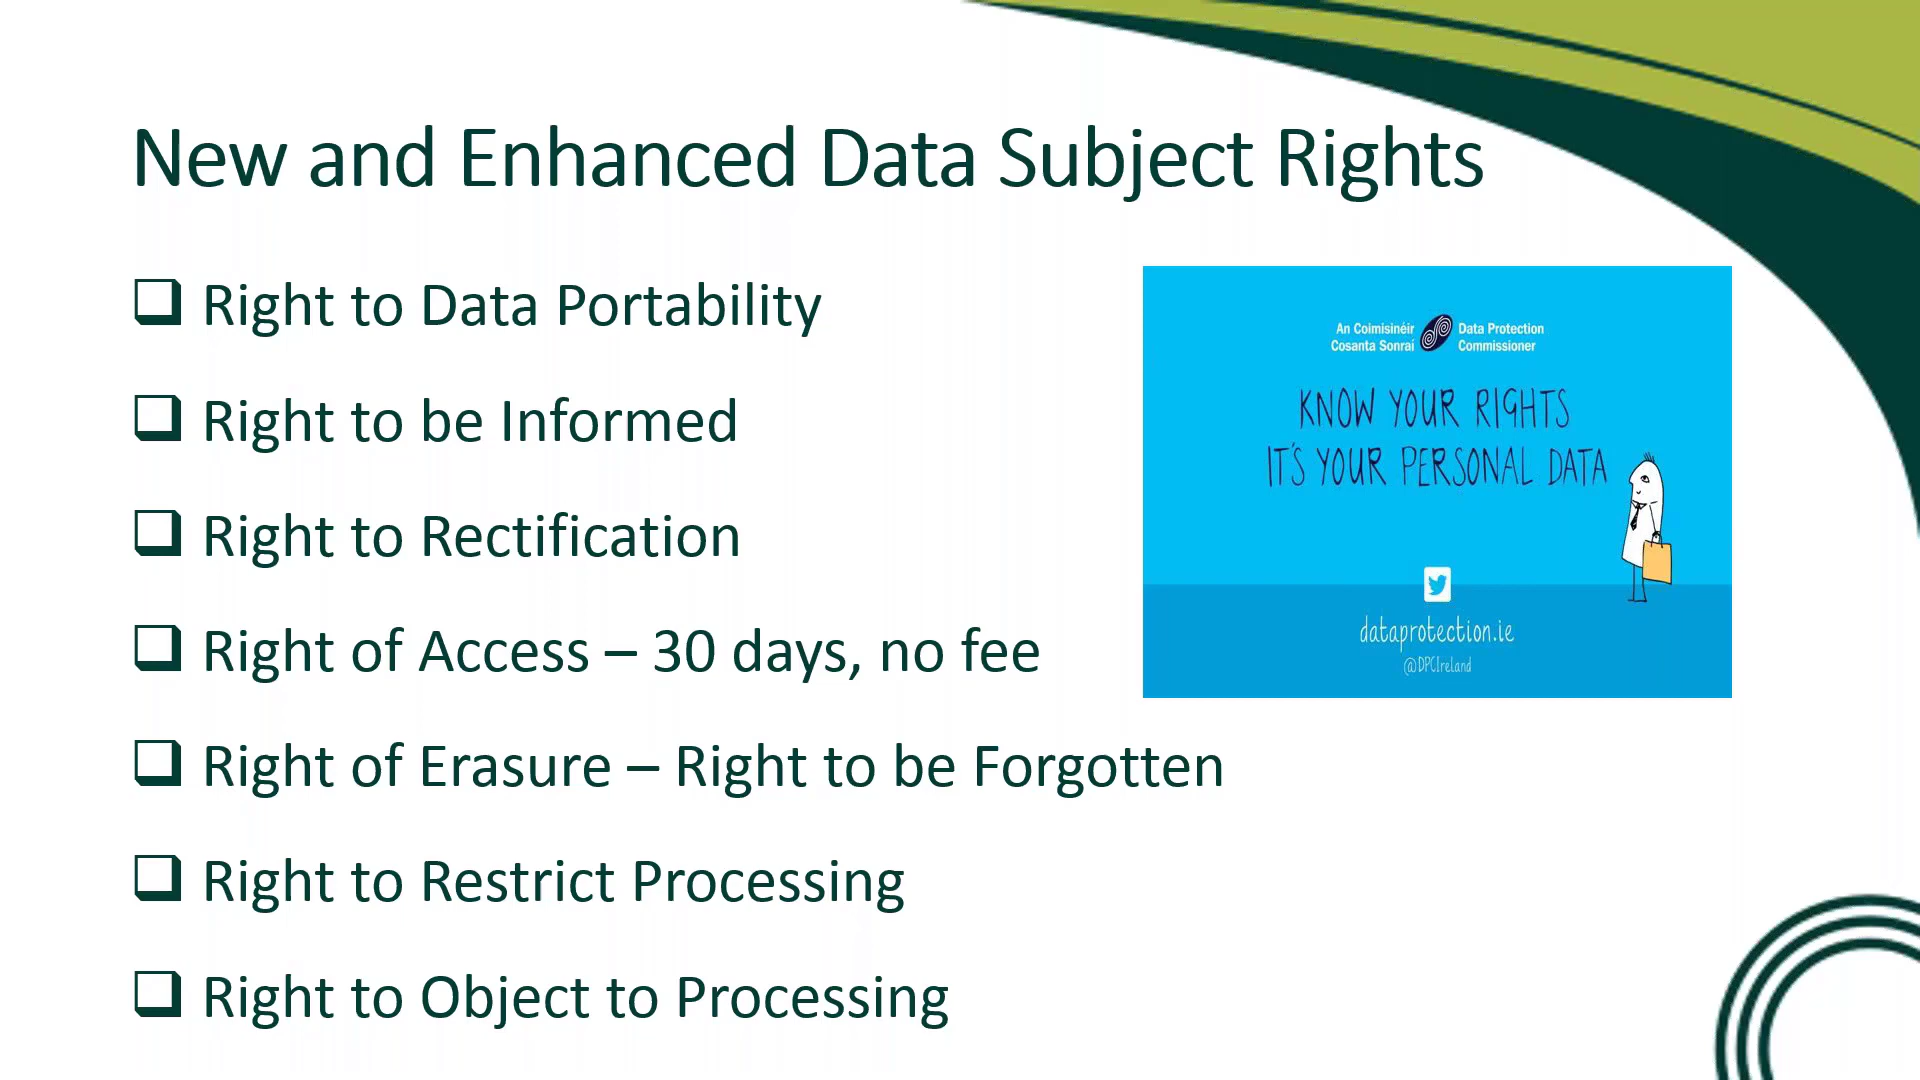 New and Enhanced Data Subject Rights
Right to Data Portability
Right to be Informed
Right to Rectification
Right of Access – 30 days, no fee
Right of Erasure – Right to be Forgotten
Right to Restrict Processing
Right to Object to Processing
An Coimisinéir
Cosanta Sonraí
Data Protection
Commissioner
KNOW YOUR RIGHTS
IT'S YOUR PERSONAL DATA
dataprotection.ie
@DPCIreland